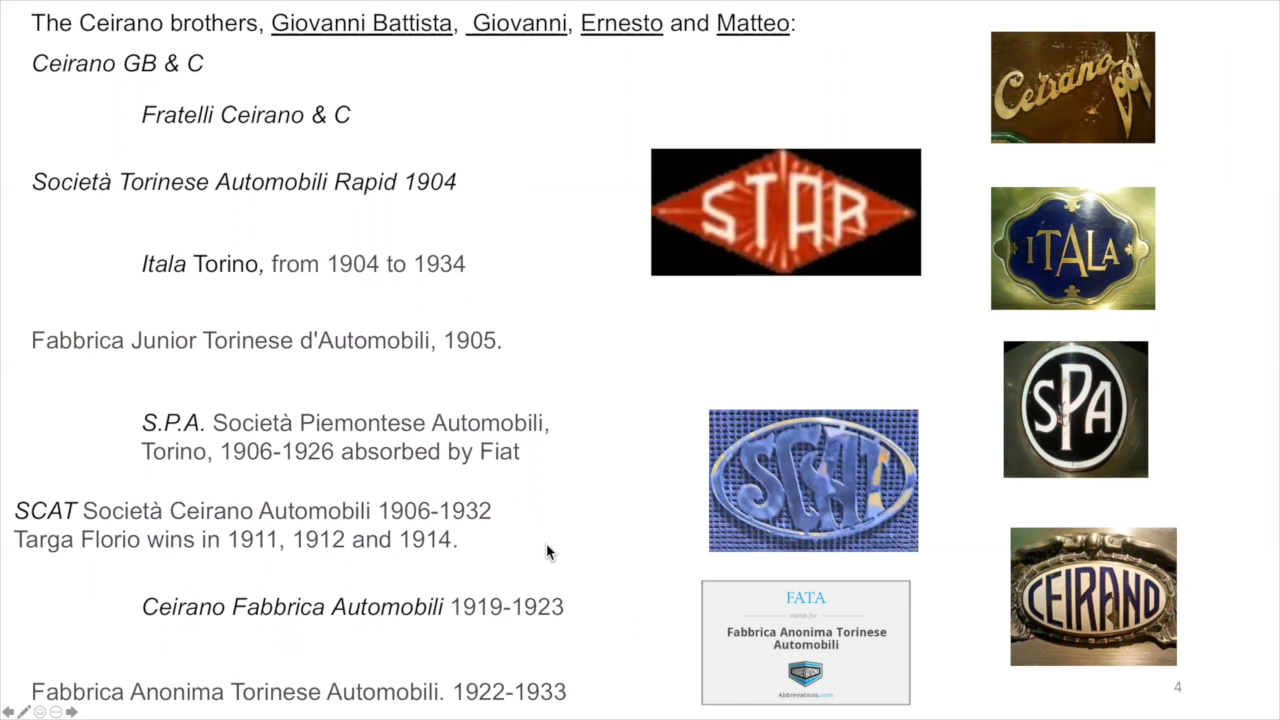 The Ceirano brothers, Giovanni Battista, Giovanni, Ernesto and Matteo:
Ceirano GB & C
Fratelli Ceirano & C
Società Torinese Automobili Rapid 1904
Itala Torino, from 1904 to 1934
Fabbrica Junior Torinese d'Automobili, 1905.
S.P.A. Società Piemontese Automobili,
Torino, 1906-1926 absorbed by Fiat
SCAT Società Ceirano Automobili 1906-1932
Targa Florio wins in 1911, 1912 and 1914.
Ceirano Fabbrica Automobili 1919-1923
Fabbrica Anonima Torinese Automobili. 1922-1933
STAR
SCAT
FATA
stands for
Fabbrica Anonima Torinese
Automobili
Abbreviations.com
Ceirano
ITALA
SPA
CEIRANO
4